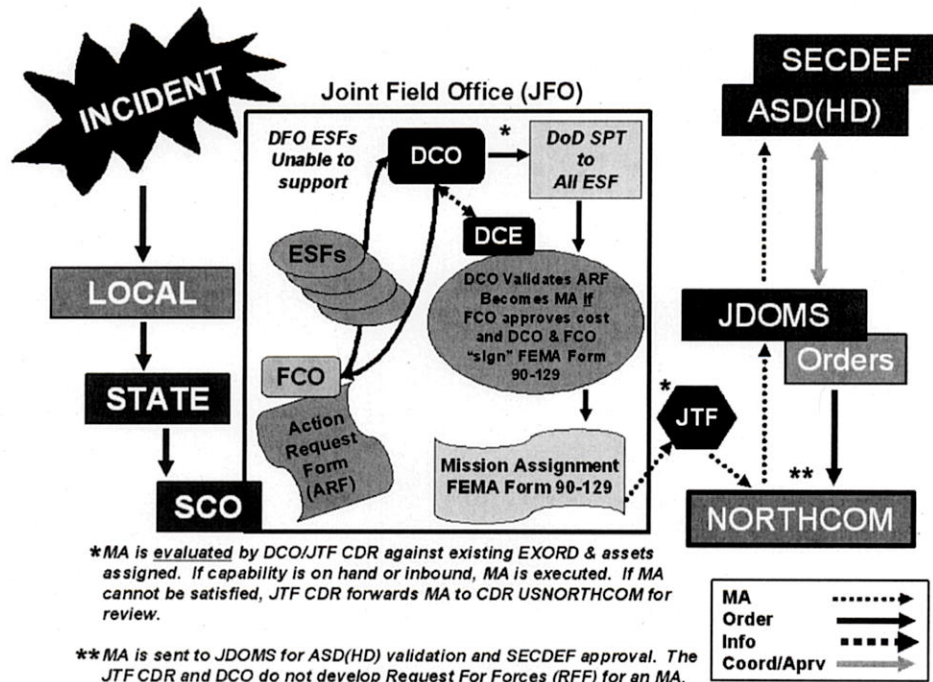 INCIDENT
LOCAL
STATE
SCO
Joint Field Office (JFO)
DFO ESFs
Unable to
support
DCO
*
DoD SPT
to
All ESF
DCE
ESFs
DCO Validates ARF
Becomes MA If
FCO approves cost
and DCO & FCO
"sign" FEMA Form
90-129
FCO
Action
Request
Form
(ARF)
Mission Assignment
FEMA Form 90-129
*
JTF
SECDEF
ASD(HD)
JDOMS
Orders
**
NORTHCOM
*MA is evaluated by DCO/JTF CDR against existing EXORD & assets
assigned. If capability is on hand or inbound, MA is executed. If MA
cannot be satisfied, JTF CDR forwards MA to CDR USNORTHCOM for
review.
**MA is sent to JDOMS for ASD(HD) validation and SECDEF approval. The
JTF CDR and DCO do not develop Request For Forces (RFF) for an MA.
MA
Order
Info
Coord/Aprv